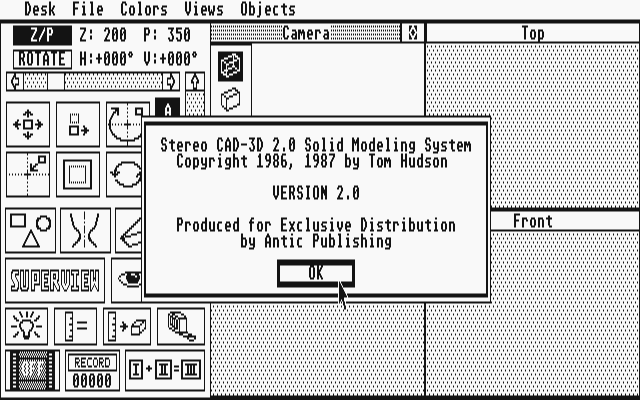 Desk File Colors Views Objects
Z/P Z: 200 P: 350
ROTATE H:+000° V:+000°
Camera
Top
A
Stereo CAD-3D 2.0 Solid Modeling System
Copyright 1986, 1987 by Tom Hudson
VERSION 2.0
Produced for Exclusive Distribution
by Antic Publishing
OK
Front
SUPERVIEW
OFF
RECORD
00000
I + II = III